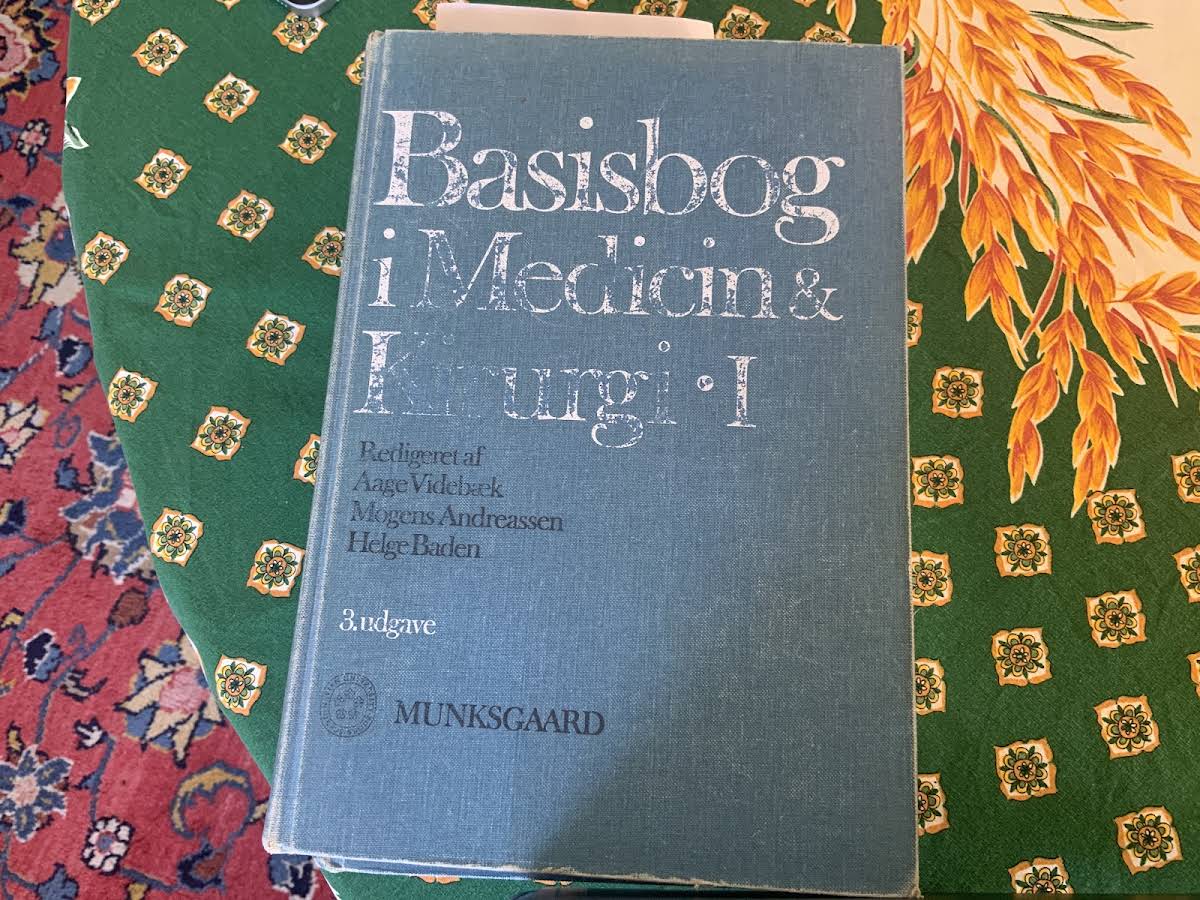 Basisbog
i Medicin &
Kirurgi • I
Redigeret af
Aage Videbæk
Mogens Andreassen
Helge Baden
3. udgave
MUNKSGAARD